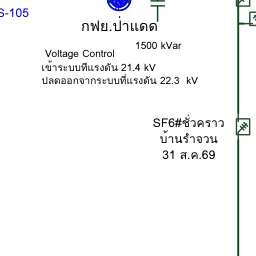 S-105
กฟย.ป่าแดด
1500 kVar
Voltage Control
เข้าระบบที่แรงดัน 21.4 kV
ปลดออกจากระบบที่แรงดัน 22.3 kV
SF6#ชั่วคราว
บ้านร้าจวน
31 ส.ค.69